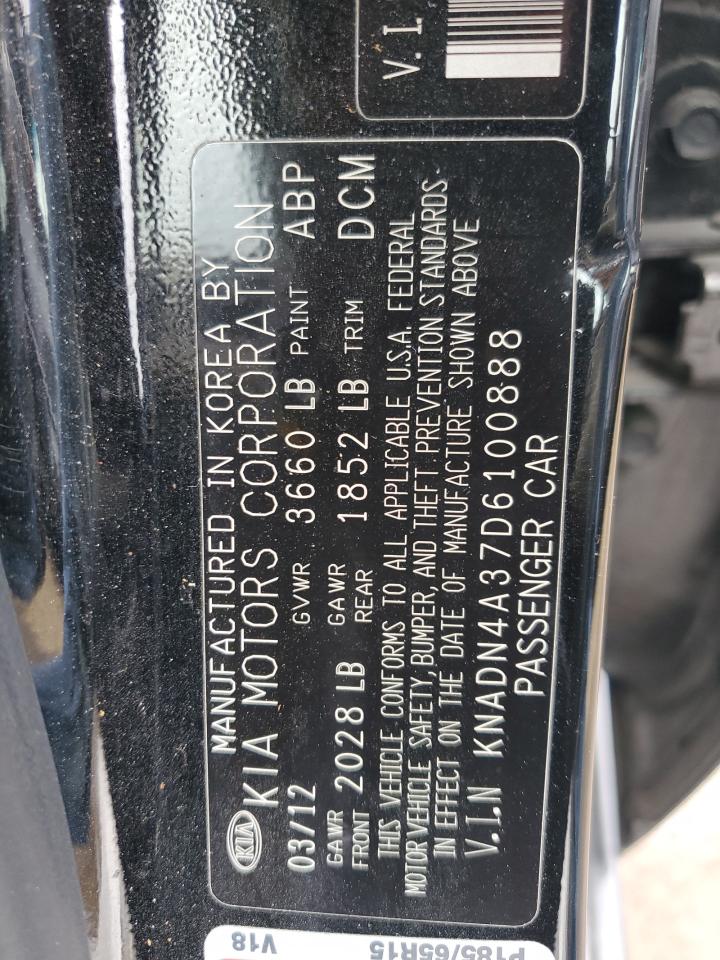 KIA
MANUFACTURED IN KOREA BY
KIA MOTORS CORPORATION
03/12 GVWR 3660 LB PAINT ABP
GAWR FRONT 2028 LB GAWR REAR 1852 LB TRIM DCM
THIS VEHICLE CONFORMS TO ALL APPLICABLE U.S.A. FEDERAL
MOTOR VEHICLE SAFETY, BUMPER, AND THEFT PREVENTION STANDARDS
IN EFFECT ON THE DATE OF MANUFACTURE SHOWN ABOVE
V.I.N KNADN4A37D6100888
PASSENGER CAR
V.I.
V18
P185/65R15